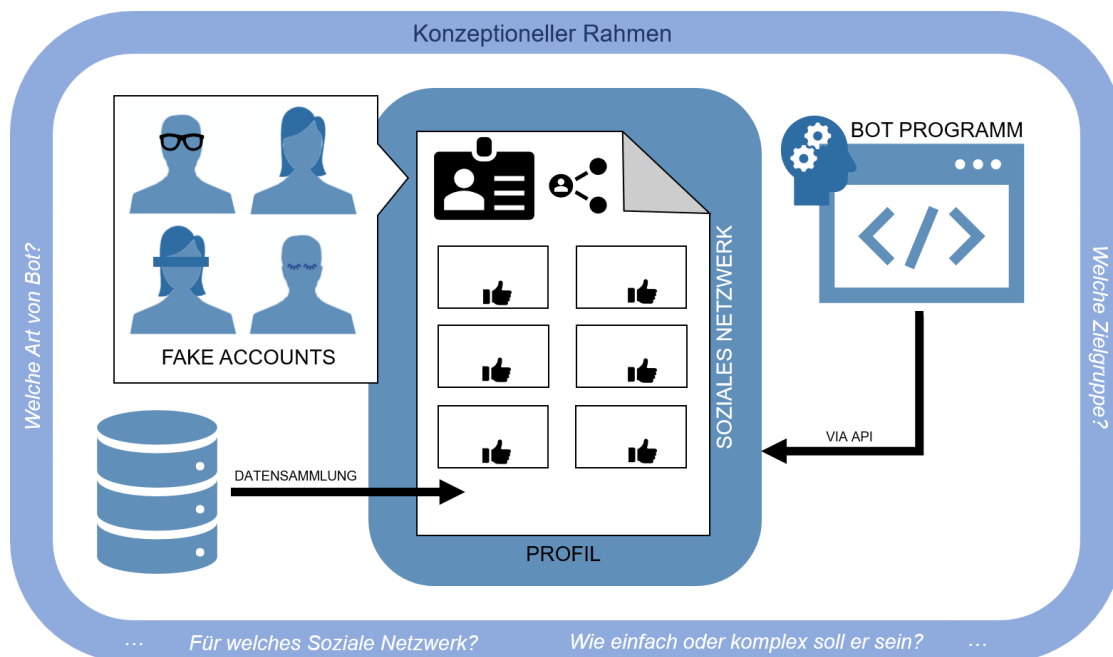 Konzeptioneller Rahmen
BOT PROGRAMM
</>
FAKE ACCOUNTS
SOZIALES NETZWERK
Welche Art von Bot?
Welche Zielgruppe?
VIA API
DATENSAMMLUNG
PROFIL
... Für welches Soziale Netzwerk? Wie einfach oder komplex soll er sein? ...